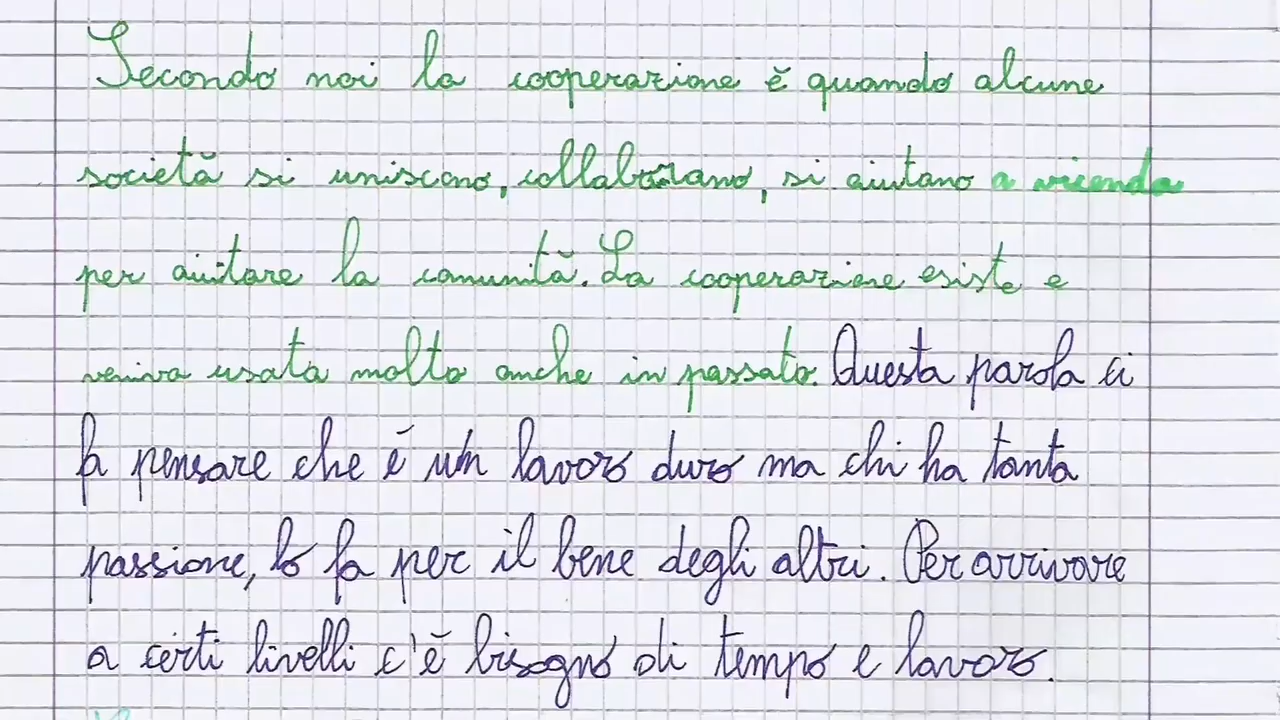 Secondo noi la cooperazione è quando alcune
società si uniscono, collaborano, si aiutano a vicenda
per aiutare la comunità. La cooperazione esiste e
veniva usata molto anche in passato. Questa parola ci
fa pensare che è un lavoro duro ma chi ha tanta
passione, lo fa per il bene degli altri. Per arrivare
a certi livelli c'è bisogno di tempo e lavoro.